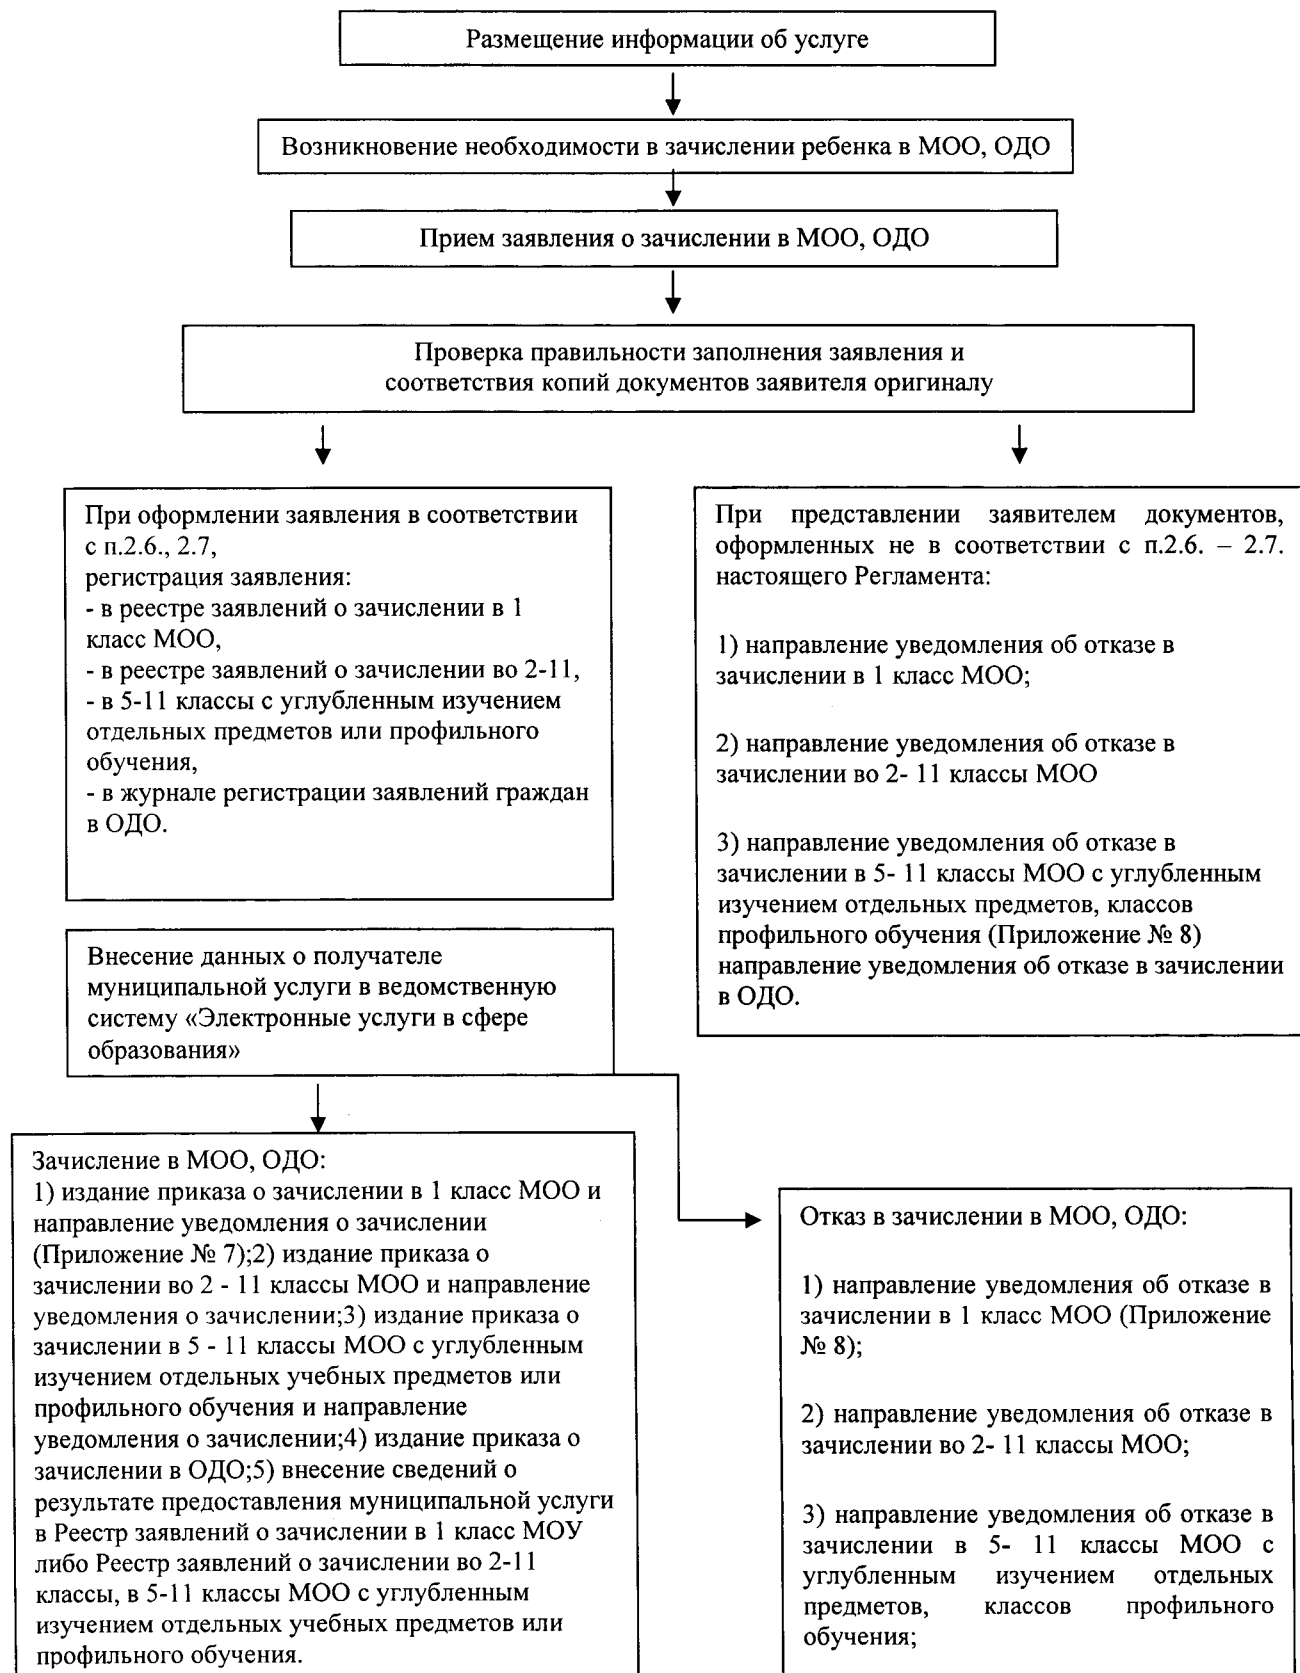 Размещение информации об услуге
Возникновение необходимости в зачислении ребенка в МОО, ОДО
Прием заявления о зачислении в МОО, ОДО
Проверка правильности заполнения заявления и
соответствия копий документов заявителя оригиналу
При оформлении заявления в соответствии
с п.2.6., 2.7,
регистрация заявления:
- в реестре заявлений о зачислении в 1
класс МОО,
- в реестре заявлений о зачислении во 2-11,
- в 5-11 классы с углубленным изучением
отдельных предметов или профильного
обучения,
- в журнале регистрации заявлений граждан
в ОДО.
При представлении заявителем документов,
оформленных не в соответствии с п.2.6. – 2.7.
настоящего Регламента:
1) направление уведомления об отказе в
зачислении в 1 класс МОО;
2) направление уведомления об отказе в
зачислении во 2- 11 классы МОО
3) направление уведомления об отказе в
зачислении в 5- 11 классы МОО с углубленным
изучением отдельных предметов, классов
профильного обучения (Приложение № 8)
направление уведомления об отказе в зачислении
в ОДО.
Внесение данных о получателе
муниципальной услуги в ведомственную
систему «Электронные услуги в сфере
образования»
Зачисление в МОО, ОДО:
1) издание приказа о зачислении в 1 класс МОО и
направление уведомления о зачислении
(Приложение № 7);2) издание приказа о
зачислении во 2 - 11 классы МОО и направление
уведомления о зачислении;3) издание приказа о
зачислении в 5 - 11 классы МОО с углубленным
изучением отдельных учебных предметов или
профильного обучения и направление
уведомления о зачислении;4) издание приказа о
зачислении в ОДО;5) внесение сведений о
результате предоставления муниципальной услуги
в Реестр заявлений о зачислении в 1 класс МОУ
либо Реестр заявлений о зачислении во 2-11
классы, в 5-11 классы МОО с углубленным
изучением отдельных учебных предметов или
профильного обучения.
Отказ в зачислении в МОО, ОДО:
1) направление уведомления об отказе в
зачислении в 1 класс МОО (Приложение
№ 8);
2) направление уведомления об отказе в
зачислении во 2- 11 классы МОО;
3) направление уведомления об отказе в
зачислении в 5- 11 классы МОО с
углубленным изучением отдельных
предметов, классов профильного
обучения;